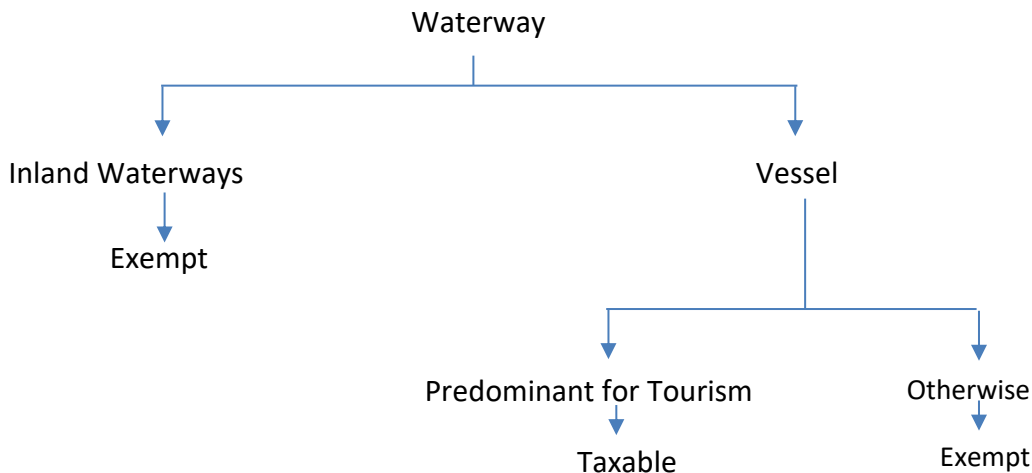 Waterway
Inland Waterways
Vessel
Exempt
Predominant for Tourism
Otherwise
Taxable
Exempt